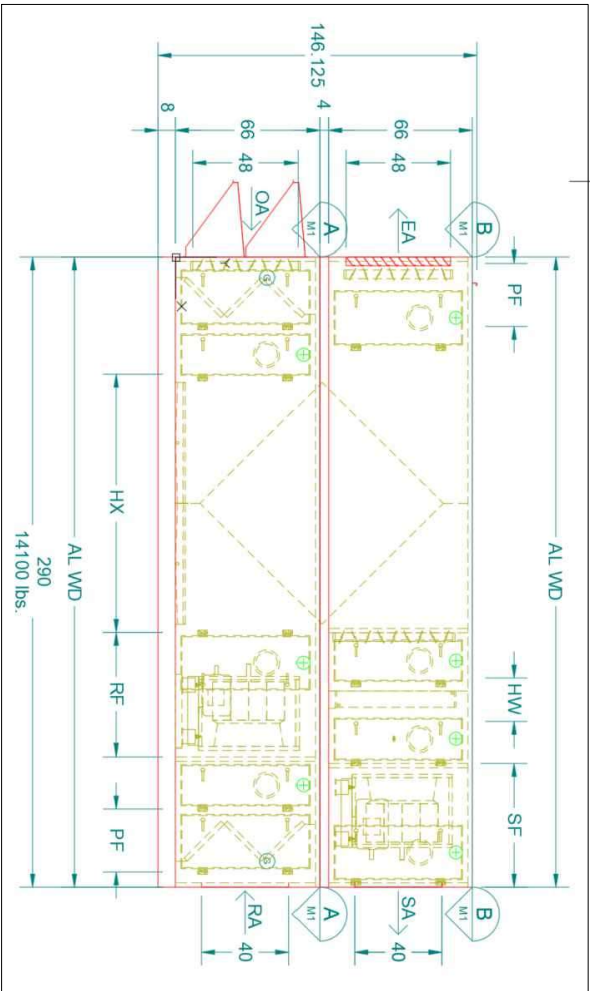 AL WD
PF HW SF
B B
M1 M1
EA SA
48 40
66
4
A A
M1 M1
146.125
OA RA
48 40
66
G G
Y
X
8
HX RF PF
AL WD
290
14100 lbs.